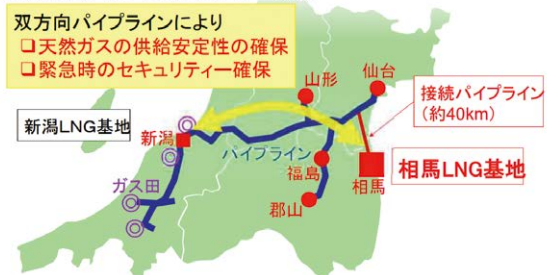 双方向パイプラインにより
□天然ガスの供給安定性の確保
□緊急時のセキュリティー確保
山形
仙台
接続パイプライン
(約40km)
新潟LNG基地
新潟
パイプライン
福島
相馬
相馬LNG基地
ガス田
郡山